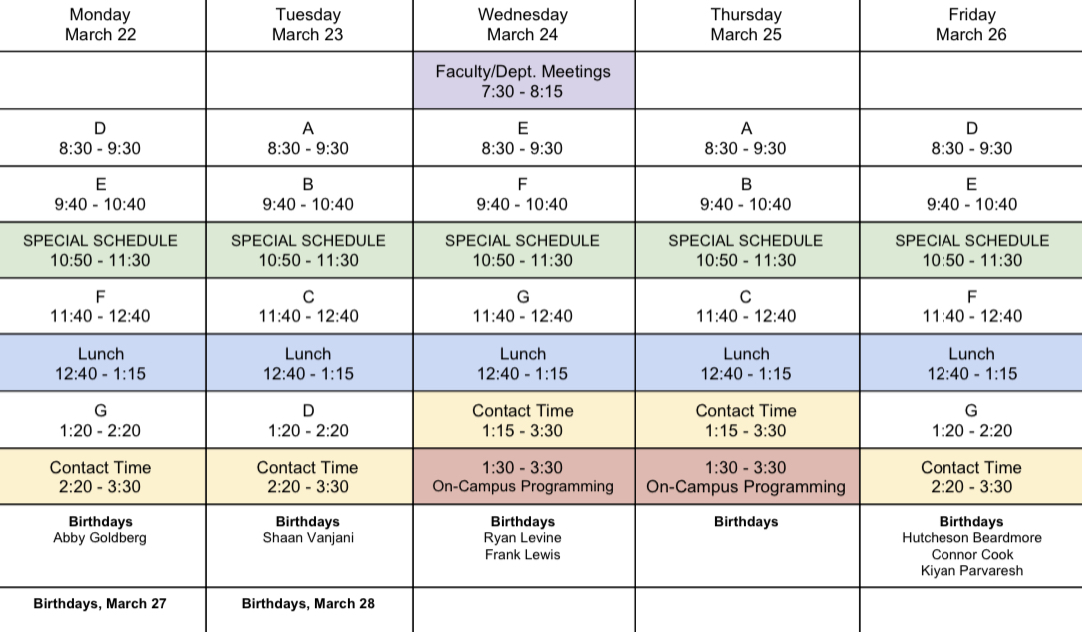 Monday Tuesday Wednesday Thursday Friday
March 22 March 23 March 24 March 25 March 26
Faculty/Dept. Meetings
7:30 - 8:15
D A E A D
8:30 - 9:30 8:30 - 9:30 8:30 - 9:30 8:30 - 9:30 8:30 - 9:30
E B F B E
9:40 - 10:40 9:40 - 10:40 9:40 - 10:40 9:40 - 10:40 9:40 - 10:40
SPECIAL SCHEDULE SPECIAL SCHEDULE SPECIAL SCHEDULE SPECIAL SCHEDULE SPECIAL SCHEDULE
10:50 - 11:30 10:50 - 11:30 10:50 - 11:30 10:50 - 11:30 10:50 - 11:30
F C G C F
11:40 - 12:40 11:40 - 12:40 11:40 - 12:40 11:40 - 12:40 11:40 - 12:40
Lunch Lunch Lunch Lunch Lunch
12:40 - 1:15 12:40 - 1:15 12:40 - 1:15 12:40 - 1:15 12:40 - 1:15
G D Contact Time Contact Time G
1:20 - 2:20 1:20 - 2:20 1:15 - 3:30 1:15 - 3:30 1:20 - 2:20
Contact Time Contact Time 1:30 - 3:30 1:30 - 3:30 Contact Time
2:20 - 3:30 2:20 - 3:30 On-Campus Programming On-Campus Programming 2:20 - 3:30
Birthdays Birthdays Birthdays Birthdays Birthdays
Abby Goldberg Shaan Vanjani Ryan Levine Hutcheson Beardmore
Frank Lewis Connor Cook
Kiyan Parvaresh
Birthdays, March 27 Birthdays, March 28